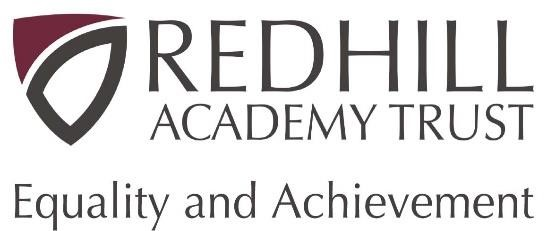 REDHILL
ACADEMY TRUST
Equality and Achievement